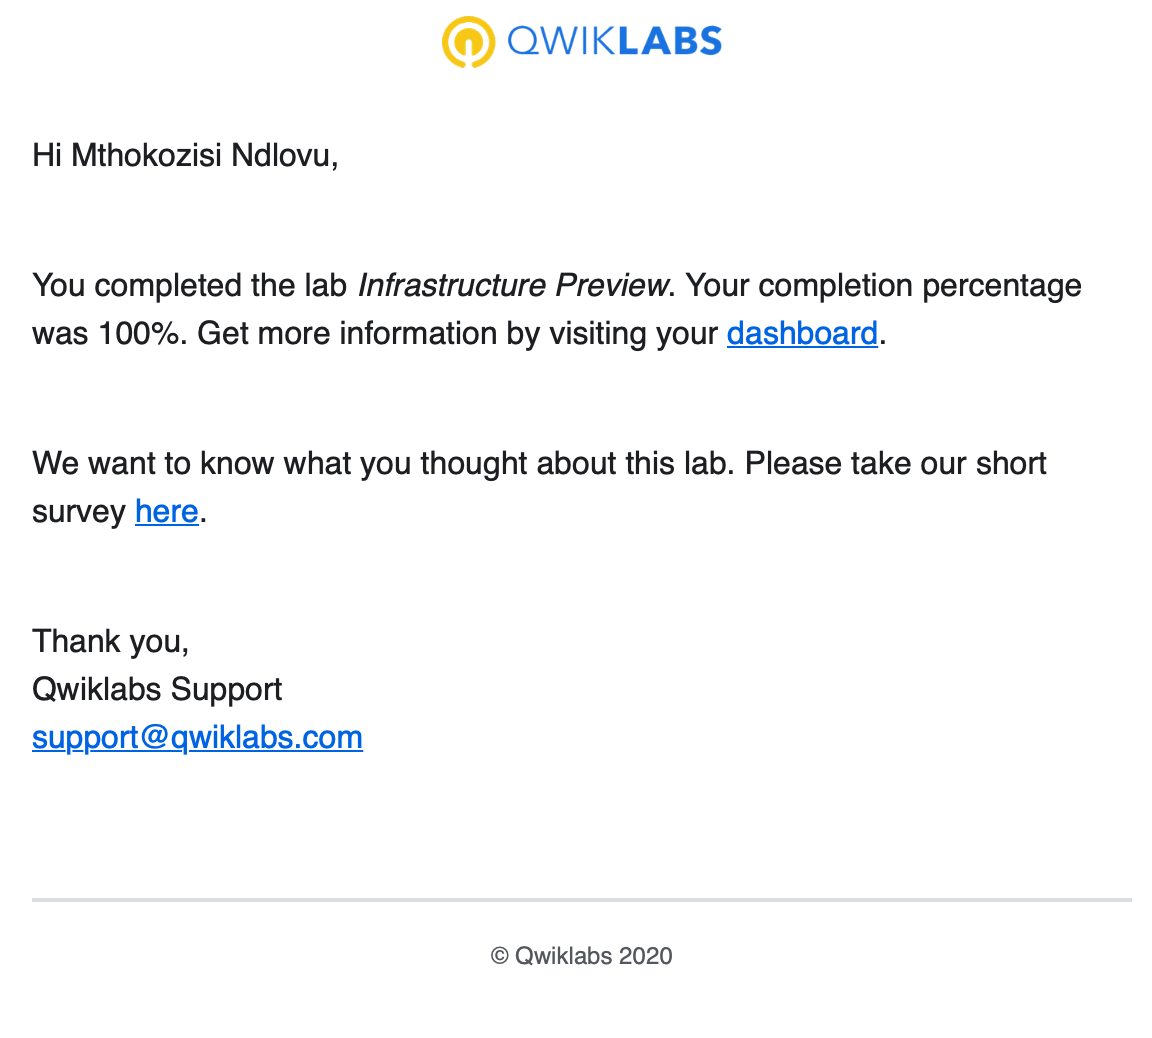 QWIKLABS
Hi Mthokozisi Ndlovu,
You completed the lab Infrastructure Preview. Your completion percentage
was 100%. Get more information by visiting your dashboard.
We want to know what you thought about this lab. Please take our short
survey here.
Thank you,
Qwiklabs Support
support@qwiklabs.com
© Qwiklabs 2020